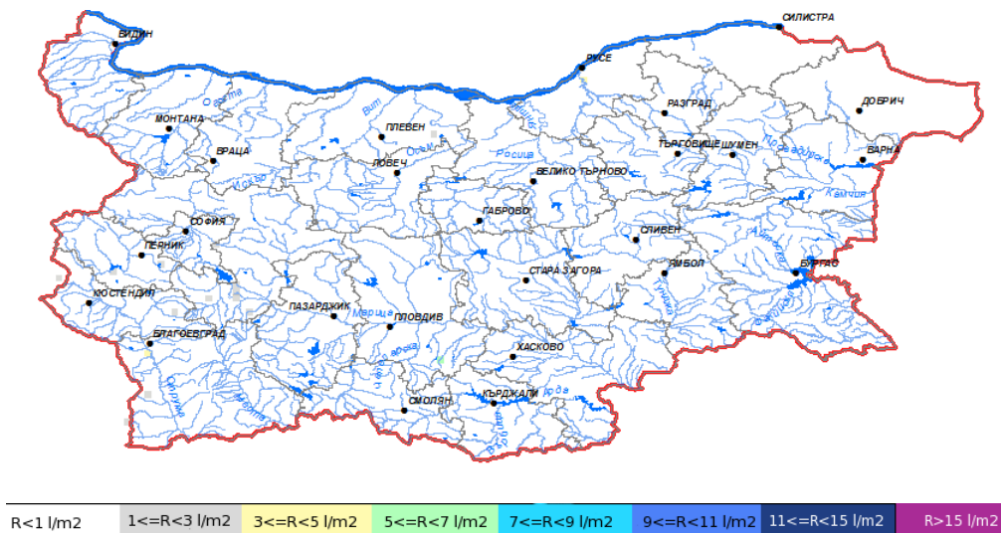 СИЛИСТРА
ВИДИН
РУСЕ
Огоста
Вит
РАЗГРАД
ДОБРИЧ
МОНТАНА
ПЛЕВЕН
Осъм
Росица
ТЪРГОВИЩЕ
ШУМЕН
Провадийска
ВАРНА
ВРАЦА
ЛОВЕЧ
Искър
ВЕЛИКО ТЪРНОВО
Камчия
ГАБРОВО
СОФИЯ
СЛИВЕН
ПЕРНИК
СТАРА ЗАГОРА
ЯМБОЛ
БУРГАС
КЮСТЕНДИЛ
ПАЗАРДЖИК
Марица
ПЛОВДИВ
БЛАГОЕВГРАД
ХАСКОВО
Струма
Места
СМОЛЯН
КЪРДЖАЛИ
R<1 l/m2
1<=R<3 l/m2
3<=R<5 l/m2
5<=R<7 l/m2
7<=R<9 l/m2
9<=R<11 l/m2
11<=R<15 l/m2
R>15 l/m2